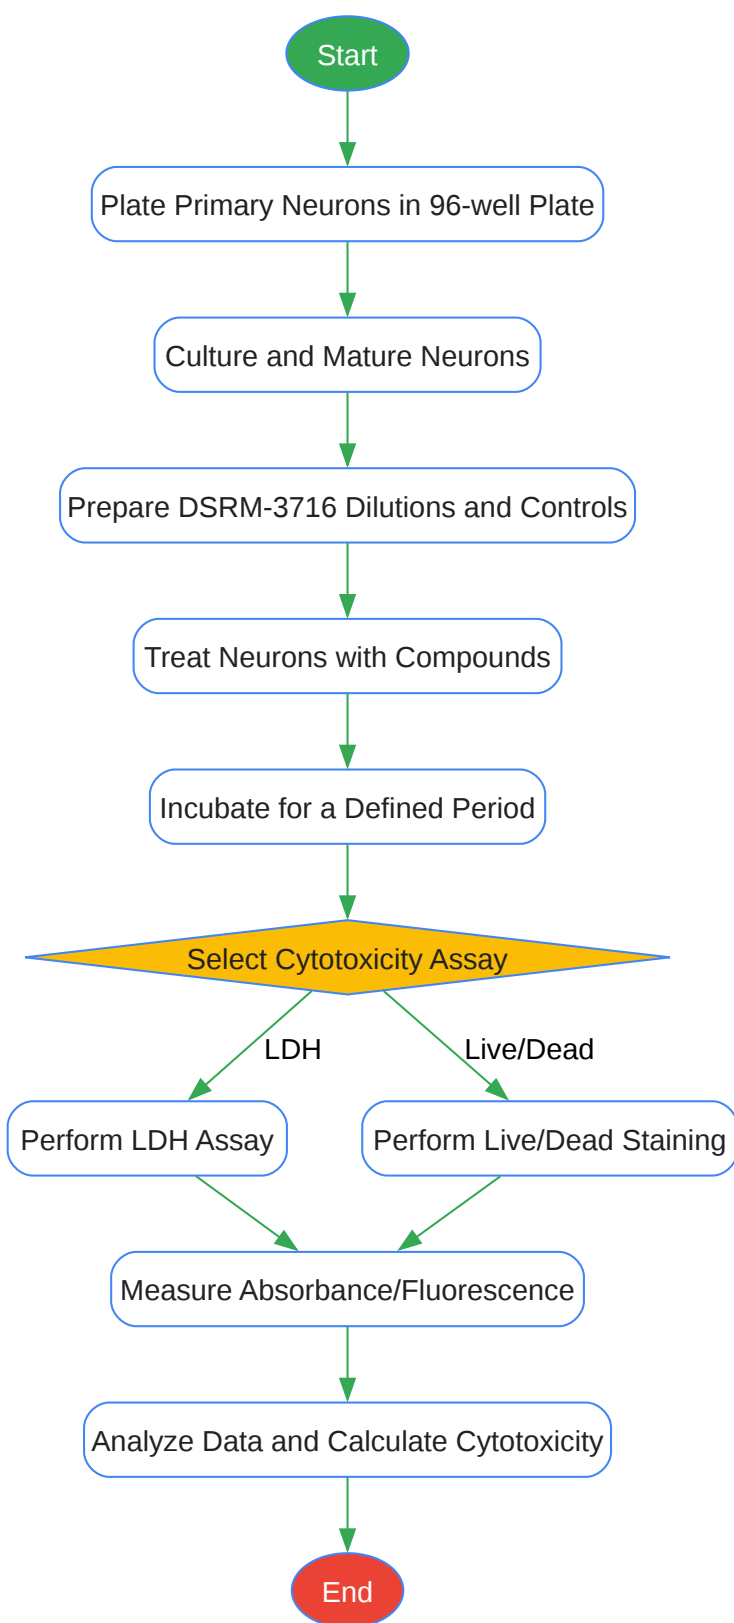 Start
Plate Primary Neurons in 96-well Plate
Culture and Mature Neurons
Prepare DSRM-3716 Dilutions and Controls
Treat Neurons with Compounds
Incubate for a Defined Period
Select Cytotoxicity Assay
LDH
Live/Dead
Perform LDH Assay
Perform Live/Dead Staining
Measure Absorbance/Fluorescence
Analyze Data and Calculate Cytotoxicity
End